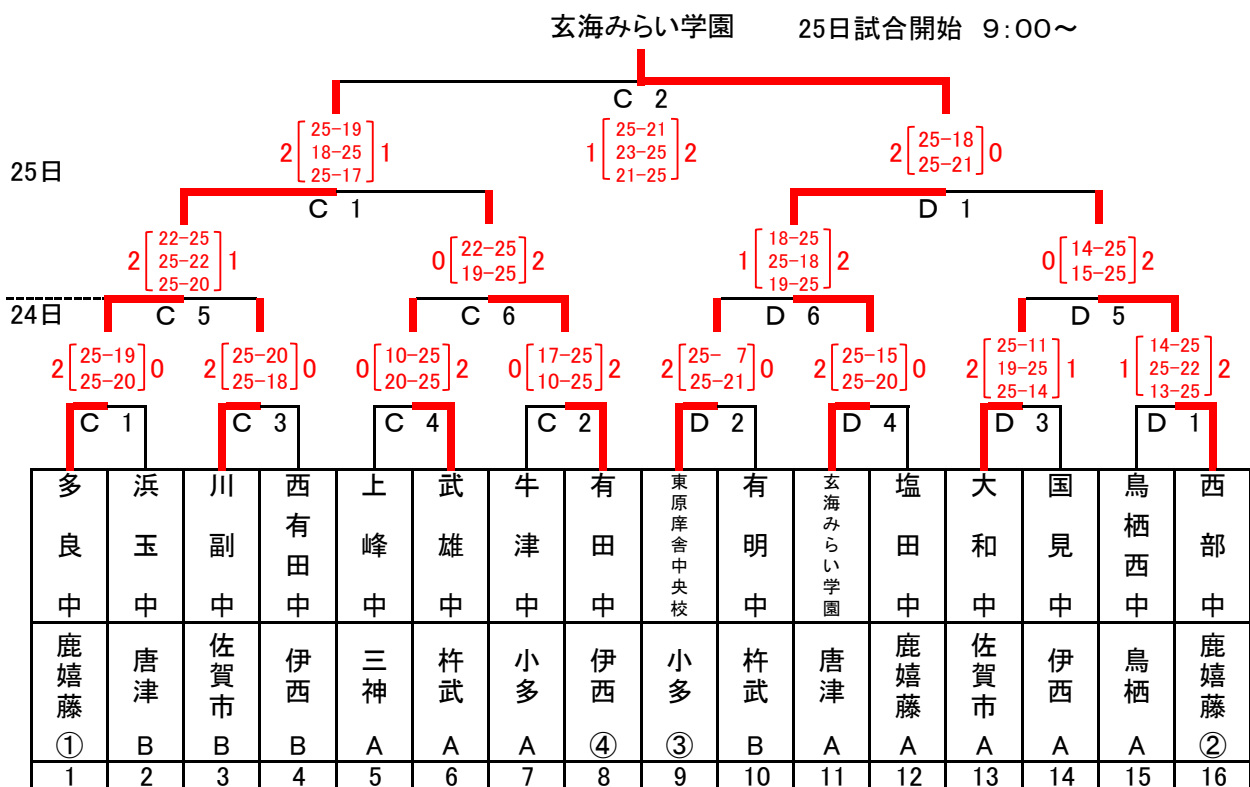 玄海みらい学園 25日試合開始 9:00～
C 2
2 25-19 18-25 25-17 1
1 25-21 23-25 21-25 2
2 25-18 25-21 0
25日
C 1
D 1
2 22-25 25-22 25-20 1
0 22-25 19-25 2
1 18-25 25-18 19-25 2
0 14-25 15-25 2
24日
C 5
C 6
D 6
D 5
2 25-19 25-20 0
2 25-20 25-18 0
0 10-25 20-25 2
0 17-25 10-25 2
2 25- 7 25-21 0
2 25-15 25-20 0
2 25-11 19-25 25-14 1
1 14-25 25-22 13-25 2
C 1
C 3
C 4
C 2
D 2
D 4
D 3
D 1
多良中
浜玉中
川副中
西有田中
上峰中
武雄中
牛津中
有田中
東原庠舎中央校
有明中
玄海みらい学園
塩田中
大和中
国見中
鳥栖西中
西部中
鹿嬉藤①
唐津B
佐賀市B
伊西B
三神A
杵武A
小多A
伊西④
小多③
杵武B
唐津A
鹿嬉藤A
佐賀市A
伊西A
鳥栖A
鹿嬉藤②
1 2 3 4 5 6 7 8 9 10 11 12 13 14 15 16